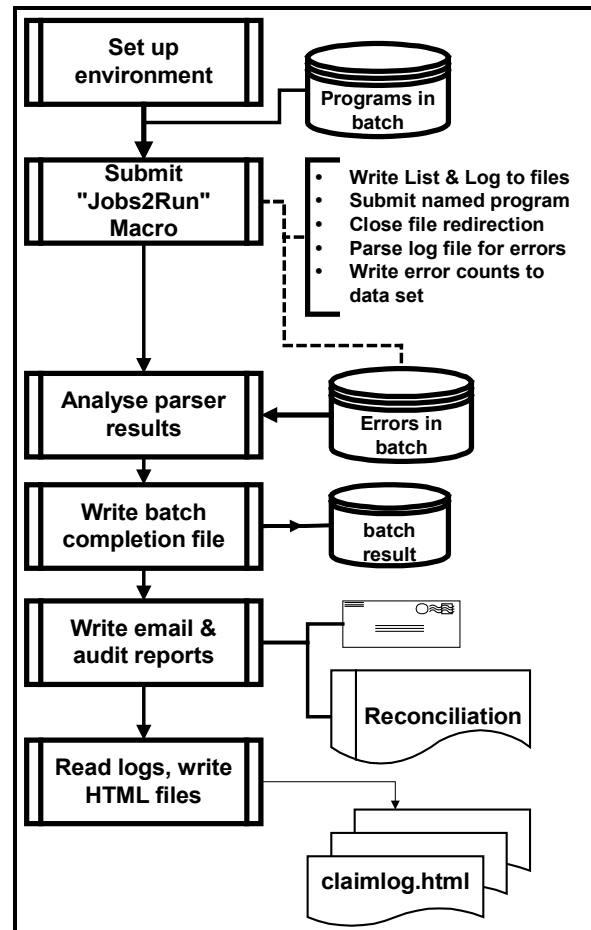 Set up
environment
Programs in
batch
Submit
"Jobs2Run"
Macro
• Write List & Log to files
• Submit named program
• Close file redirection
• Parse log file for errors
• Write error counts to
data set
Analyse parser
results
Errors in
batch
Write batch
completion file
batch
result
Write email &
audit reports
Reconciliation
Read logs, write
HTML files
claimlog.html